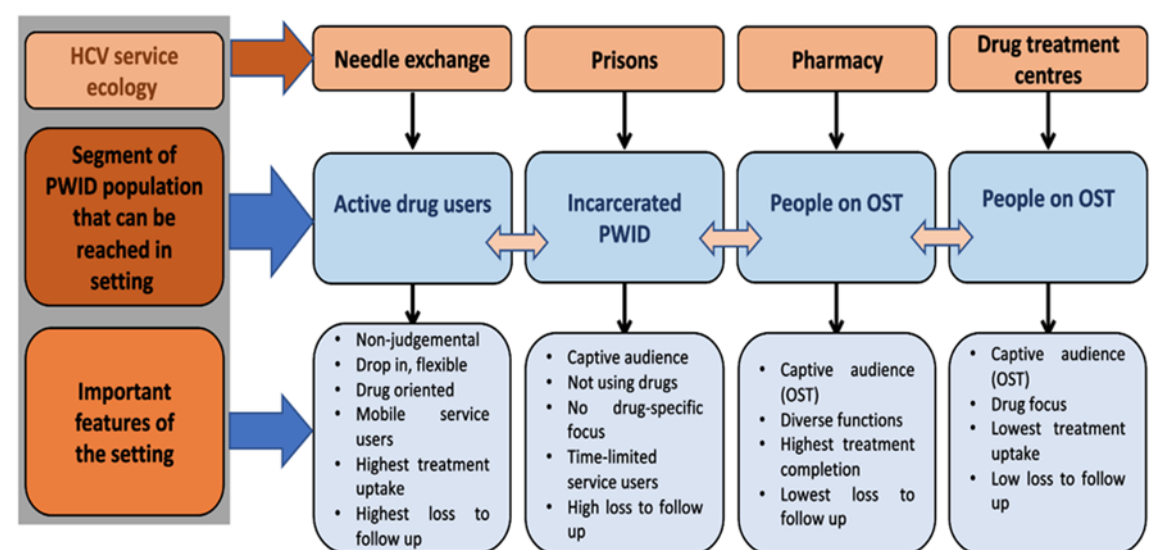 HCV service
ecology
Needle exchange
Prisons
Pharmacy
Drug treatment
centres
Segment of
PWID population
that can be
reached in
setting
Active drug users
Incarcerated
PWID
People on OST
People on OST
Important
features of
the setting
• Non-judgemental
• Drop in, flexible
• Drug oriented
• Mobile service
users
• Highest treatment
uptake
• Highest loss to
follow up
• Captive audience
• Not using drugs
• No drug-specific
focus
• Time-limited
service users
• High loss to follow
up
• Captive audience
(OST)
• Diverse functions
• Highest treatment
completion
• Lowest loss to
follow up
• Captive audience
(OST)
• Drug focus
• Lowest treatment
uptake
• Low loss to follow
up